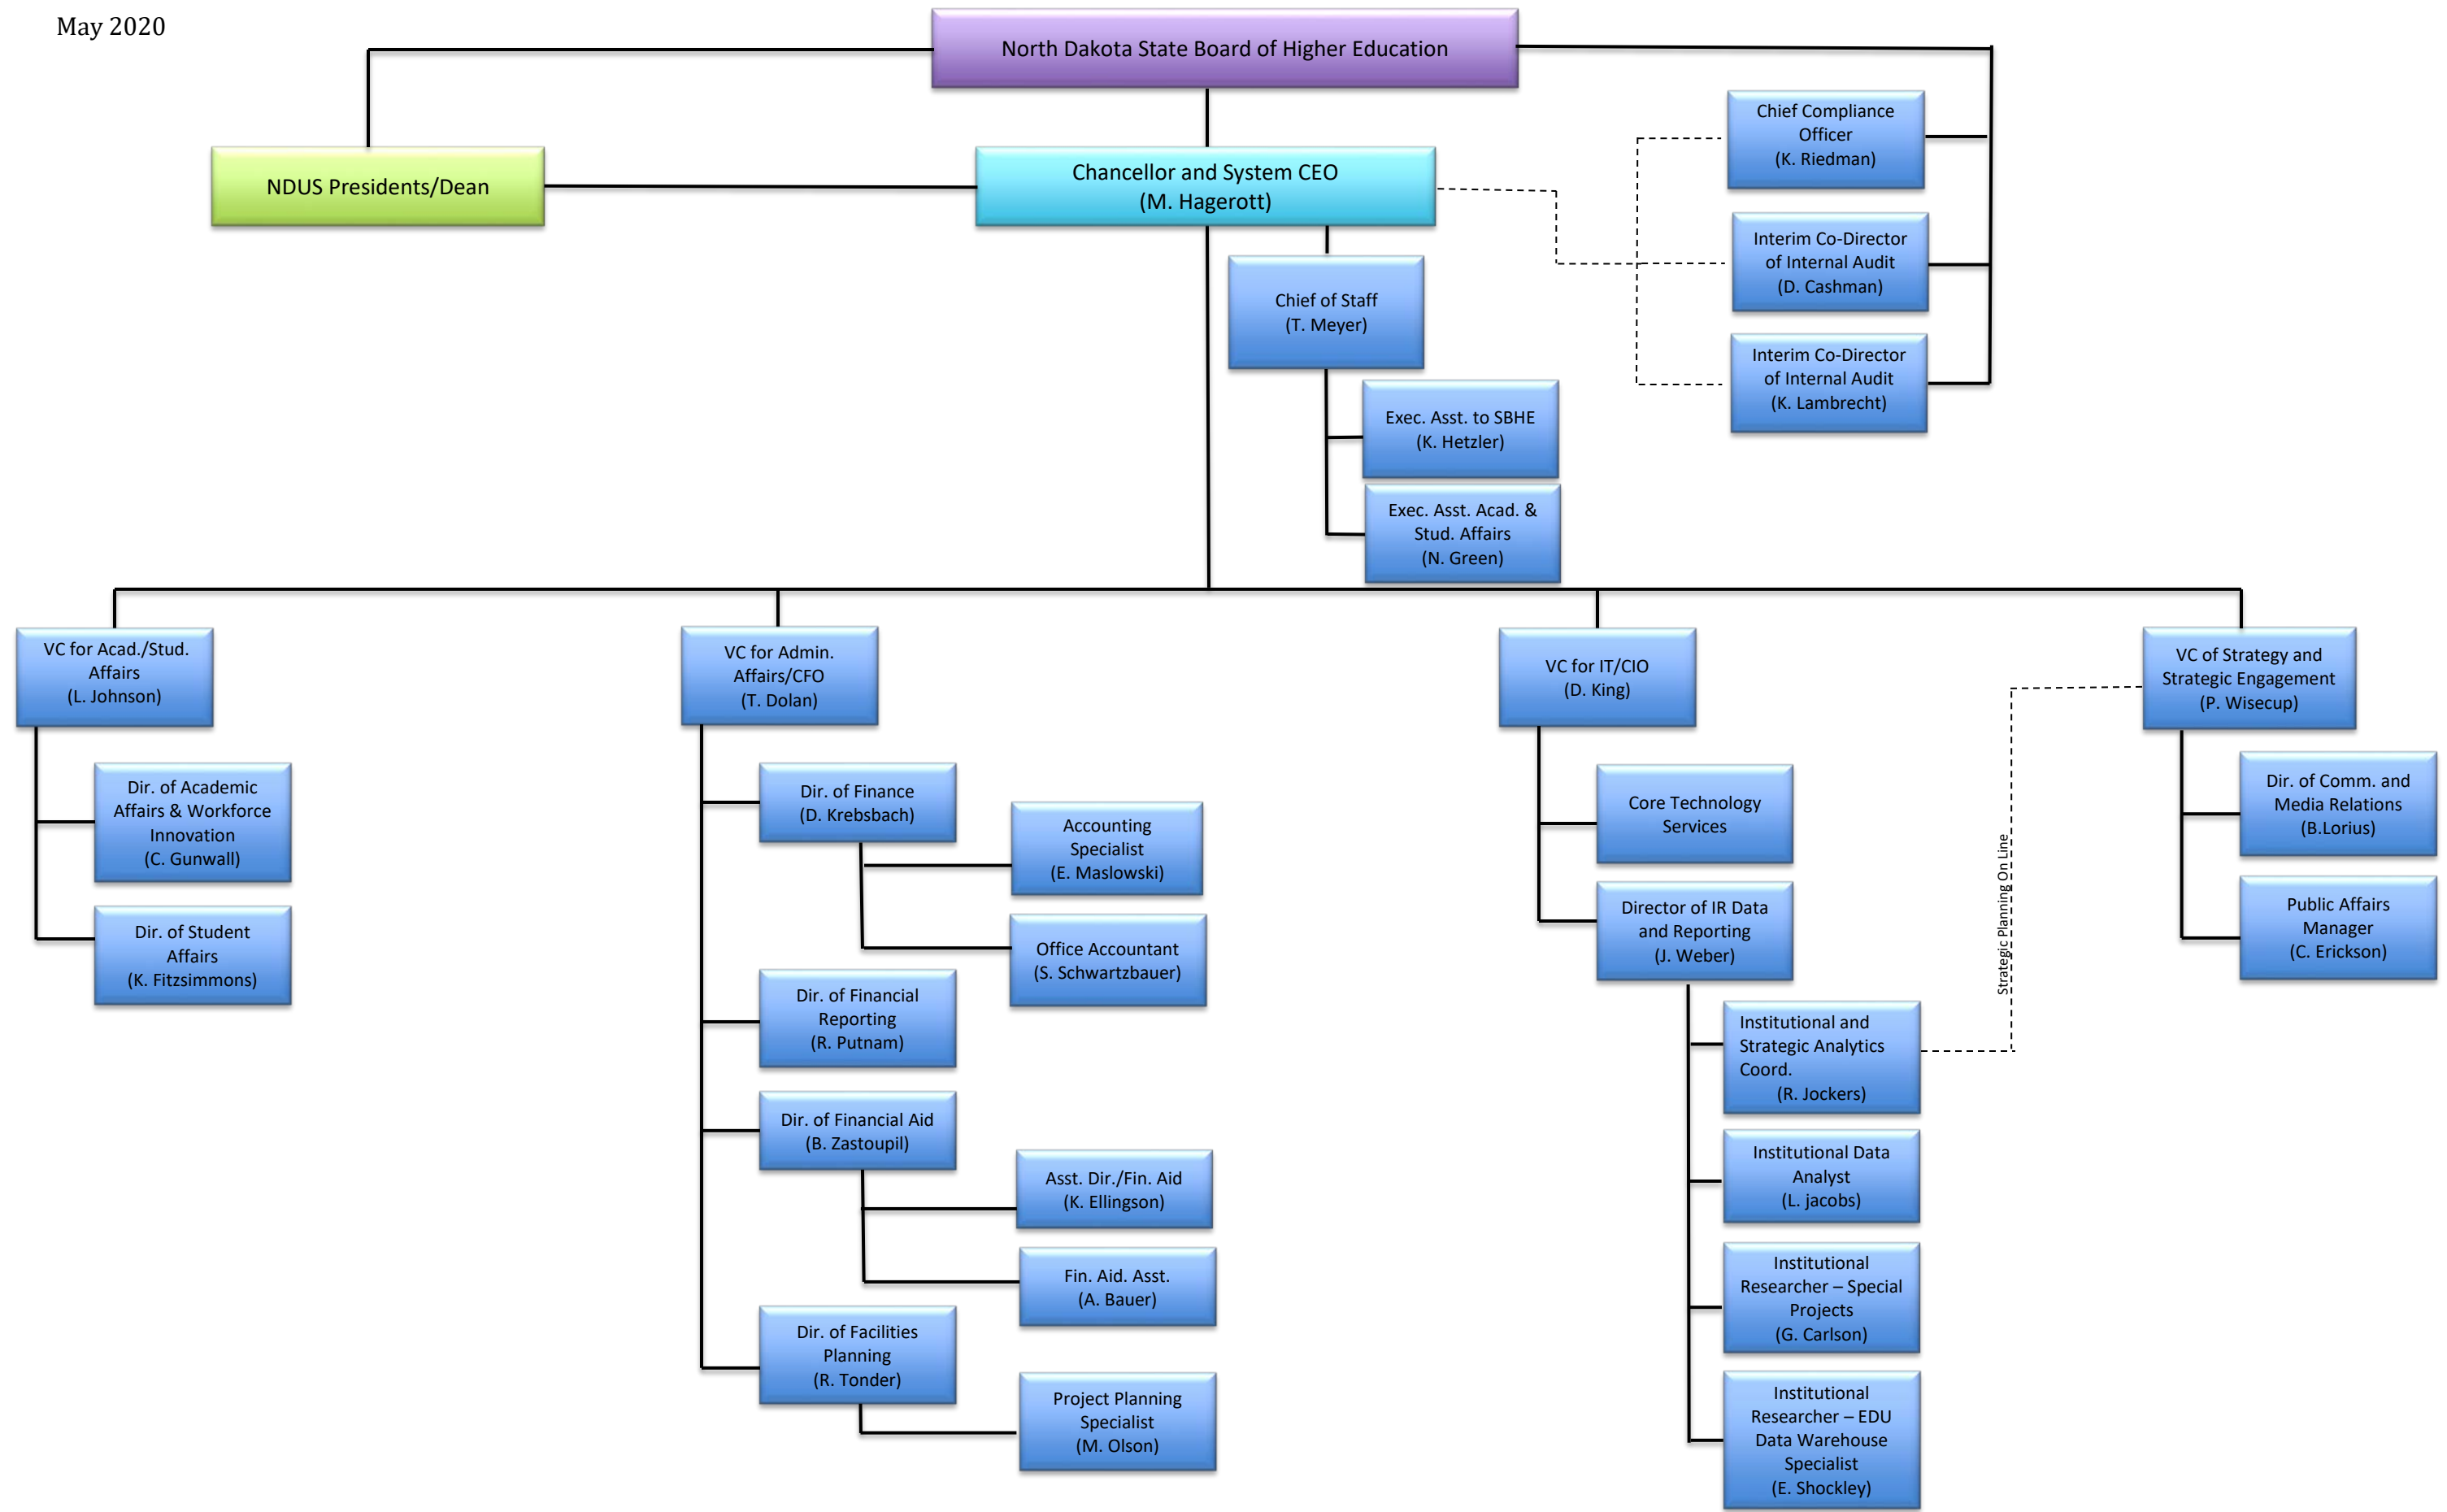 May 2020
North Dakota State Board of Higher Education
NDUS Presidents/Dean
Chancellor and System CEO
(M. Hagerott)
Chief Compliance
Officer
(K. Riedman)
Interim Co-Director
of Internal Audit
(D. Cashman)
Interim Co-Director
of Internal Audit
(K. Lambrecht)
Chief of Staff
(T. Meyer)
Exec. Asst. to SBHE
(K. Hetzler)
Exec. Asst. Acad. &
Stud. Affairs
(N. Green)
VC for Acad./Stud.
Affairs
(L. Johnson)
Dir. of Academic
Affairs & Workforce
Innovation
(C. Gunwall)
Dir. of Student
Affairs
(K. Fitzsimmons)
VC for Admin.
Affairs/CFO
(T. Dolan)
Dir. of Finance
(D. Krebsbach)
Accounting
Specialist
(E. Maslowski)
Office Accountant
(S. Schwartzbauer)
Dir. of Financial
Reporting
(R. Putnam)
Dir. of Financial Aid
(B. Zastoupil)
Asst. Dir./Fin. Aid
(K. Ellingson)
Fin. Aid. Asst.
(A. Bauer)
Dir. of Facilities
Planning
(R. Tonder)
Project Planning
Specialist
(M. Olson)
VC for IT/CIO
(D. King)
Core Technology
Services
Director of IR Data
and Reporting
(J. Weber)
Institutional and
Strategic Analytics
Coord.
(R. Jockers)
Institutional Data
Analyst
(L. jacobs)
Institutional
Researcher – Special
Projects
(G. Carlson)
Institutional
Researcher – EDU
Data Warehouse
Specialist
(E. Shockley)
Strategic Planning On Line
VC of Strategy and
Strategic Engagement
(P. Wisecup)
Dir. of Comm. and
Media Relations
(B.Lorius)
Public Affairs
Manager
(C. Erickson)